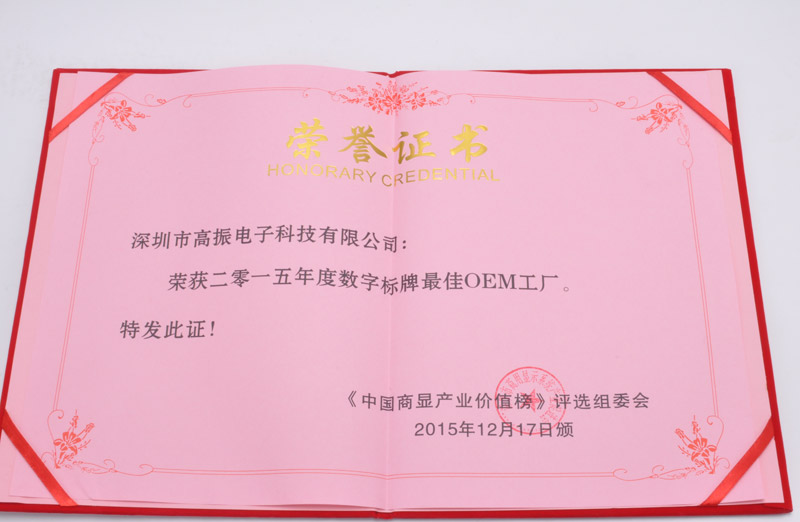 荣誉证书
HONORARY CREDENTIAL
深圳市高振电子科技有限公司：
荣获二零一五年度数字标牌最佳OEM工厂。
特发此证！
《中国商显产业价值榜》评选组委会
2015年12月17日颁